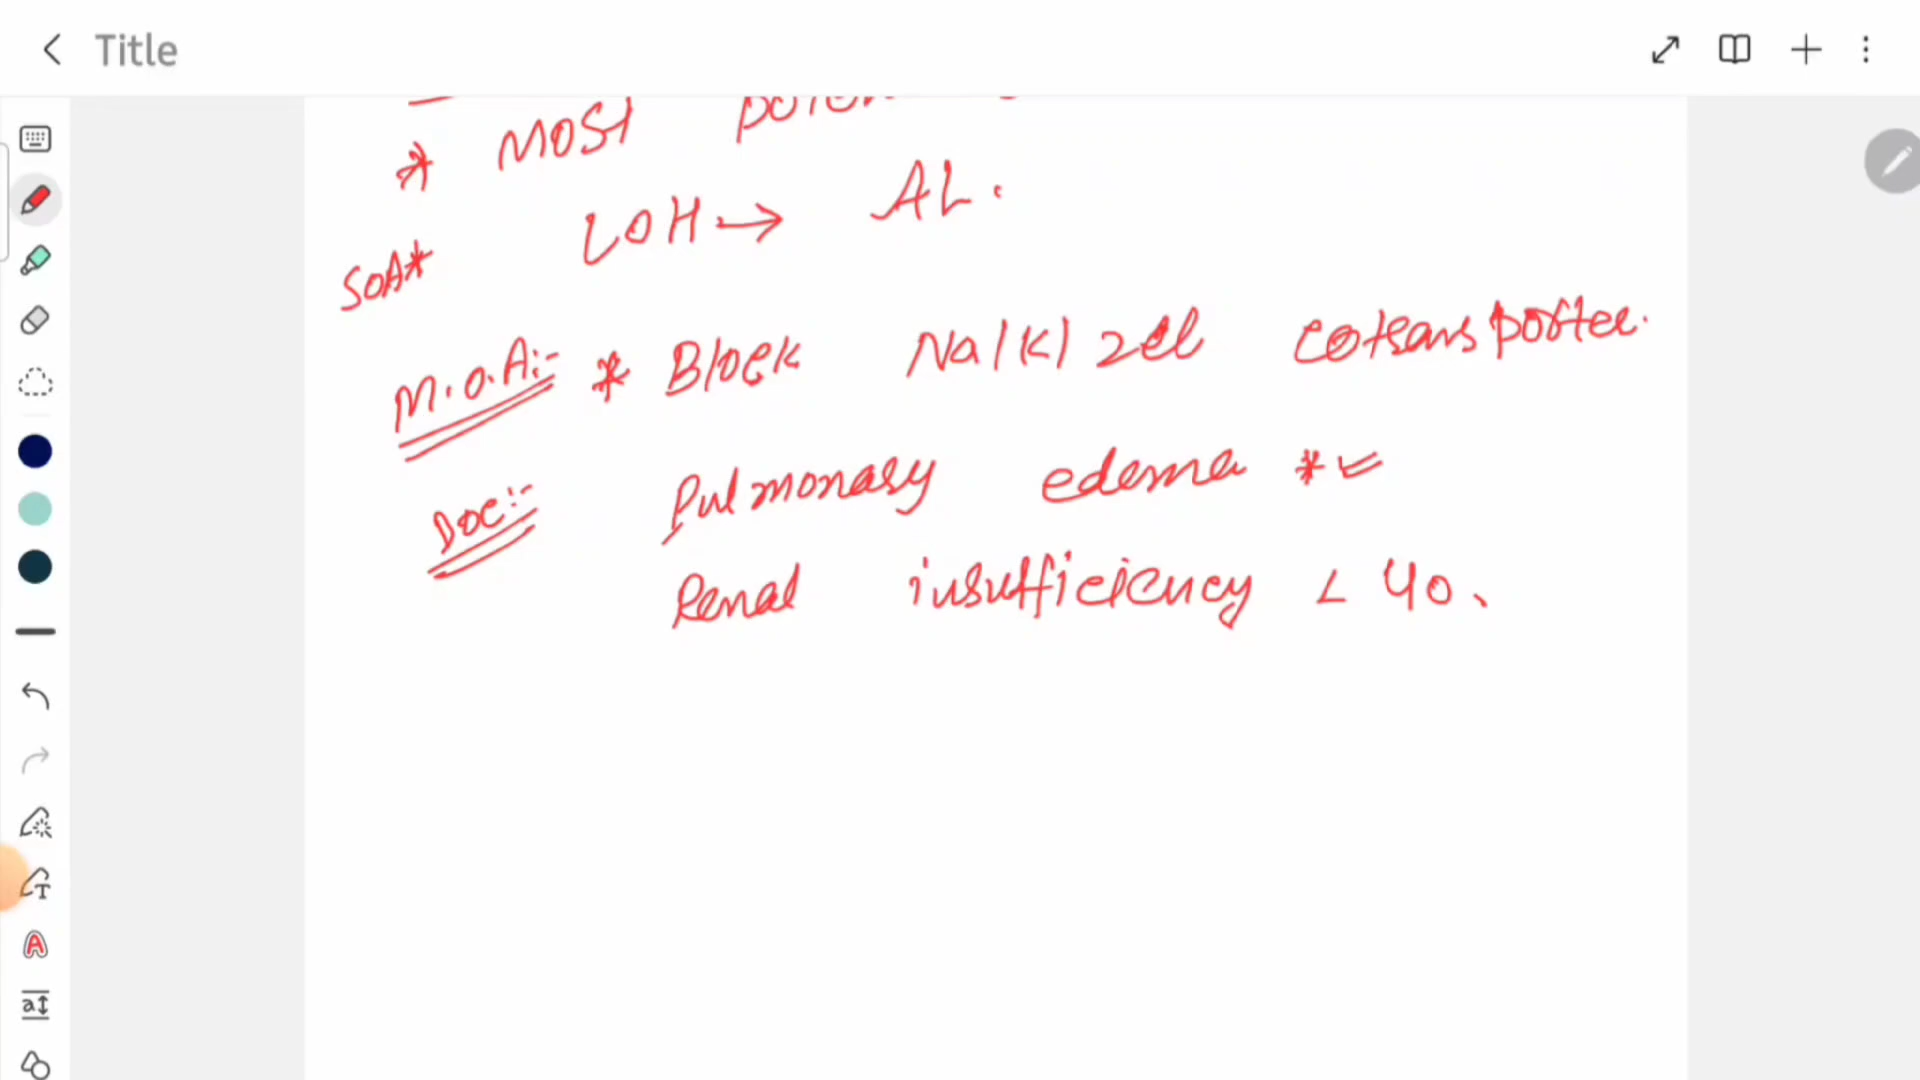 Title
* MOST
SOA* LOH → AL.
M.O.A:- * Block Na/K/2Cl cotransporter.
DOC:- Pulmonary edema * ✓
Renal insufficiency < 40.